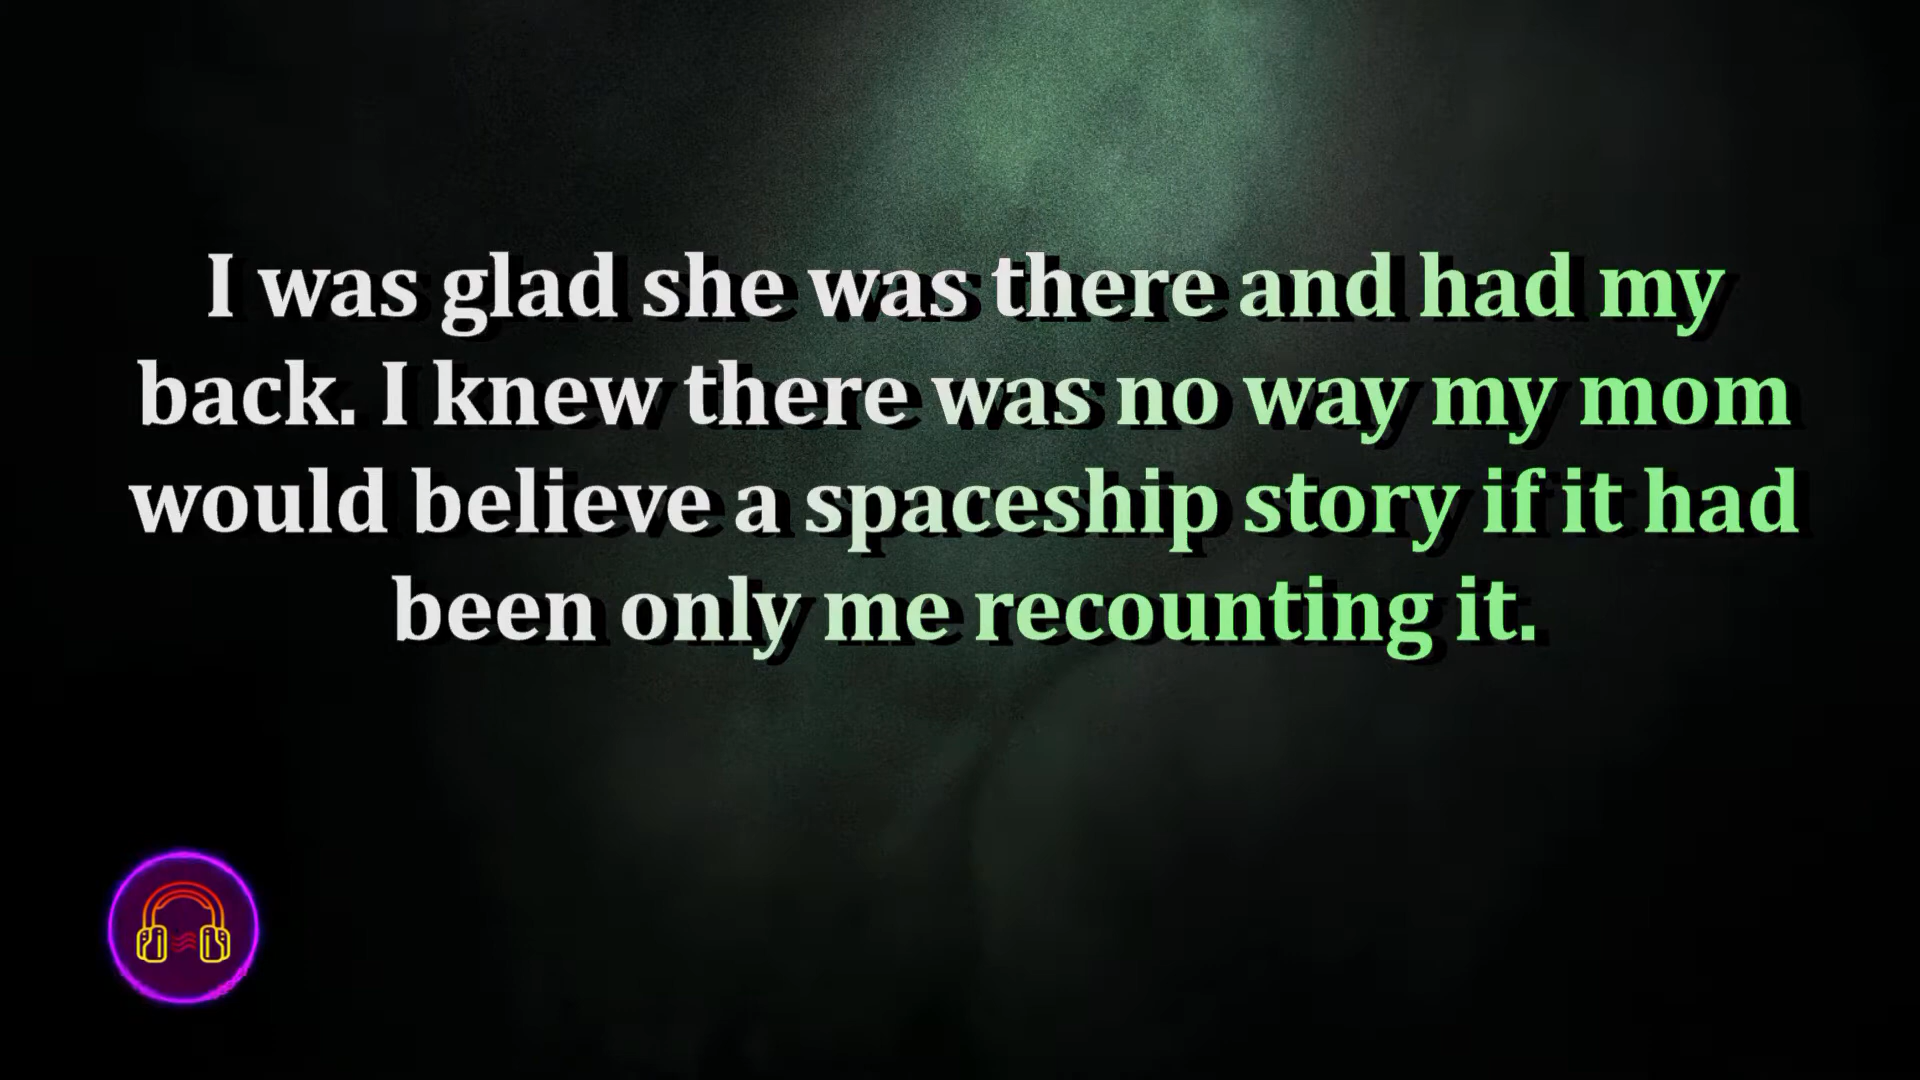 I was glad she was there and had my
back. I knew there was no way my mom
would believe a spaceship story if it had
been only me recounting it.